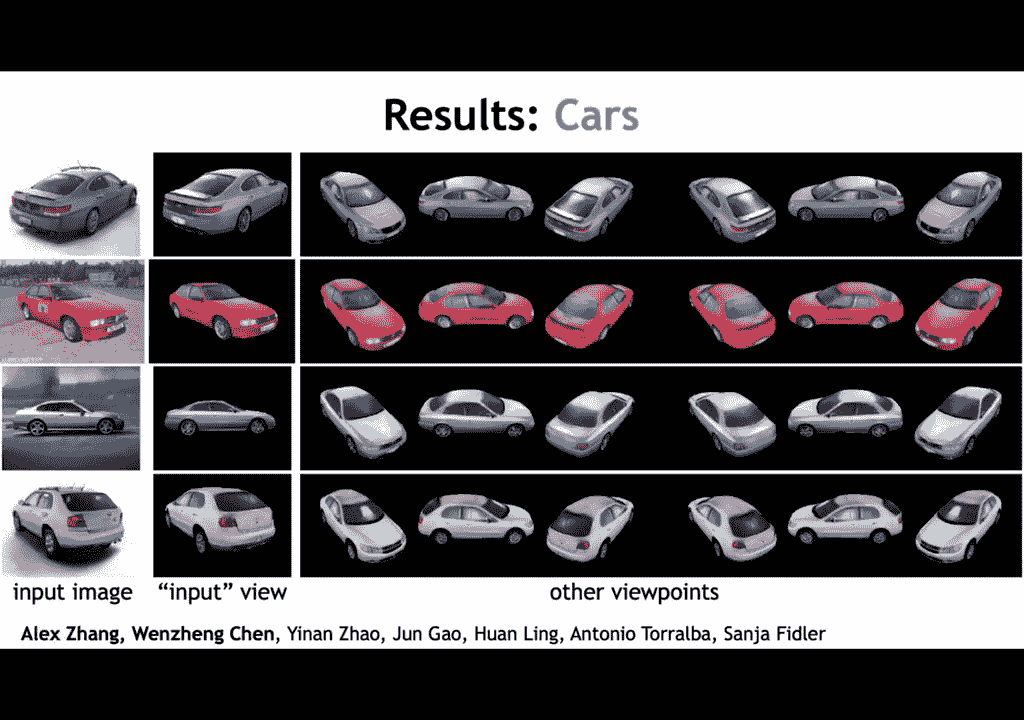 Results: Cars
input image
“input” view
other viewpoints
Alex Zhang, Wenzheng Chen, Yinan Zhao, Jun Gao, Huan Ling, Antonio Torralba, Sanja Fidler